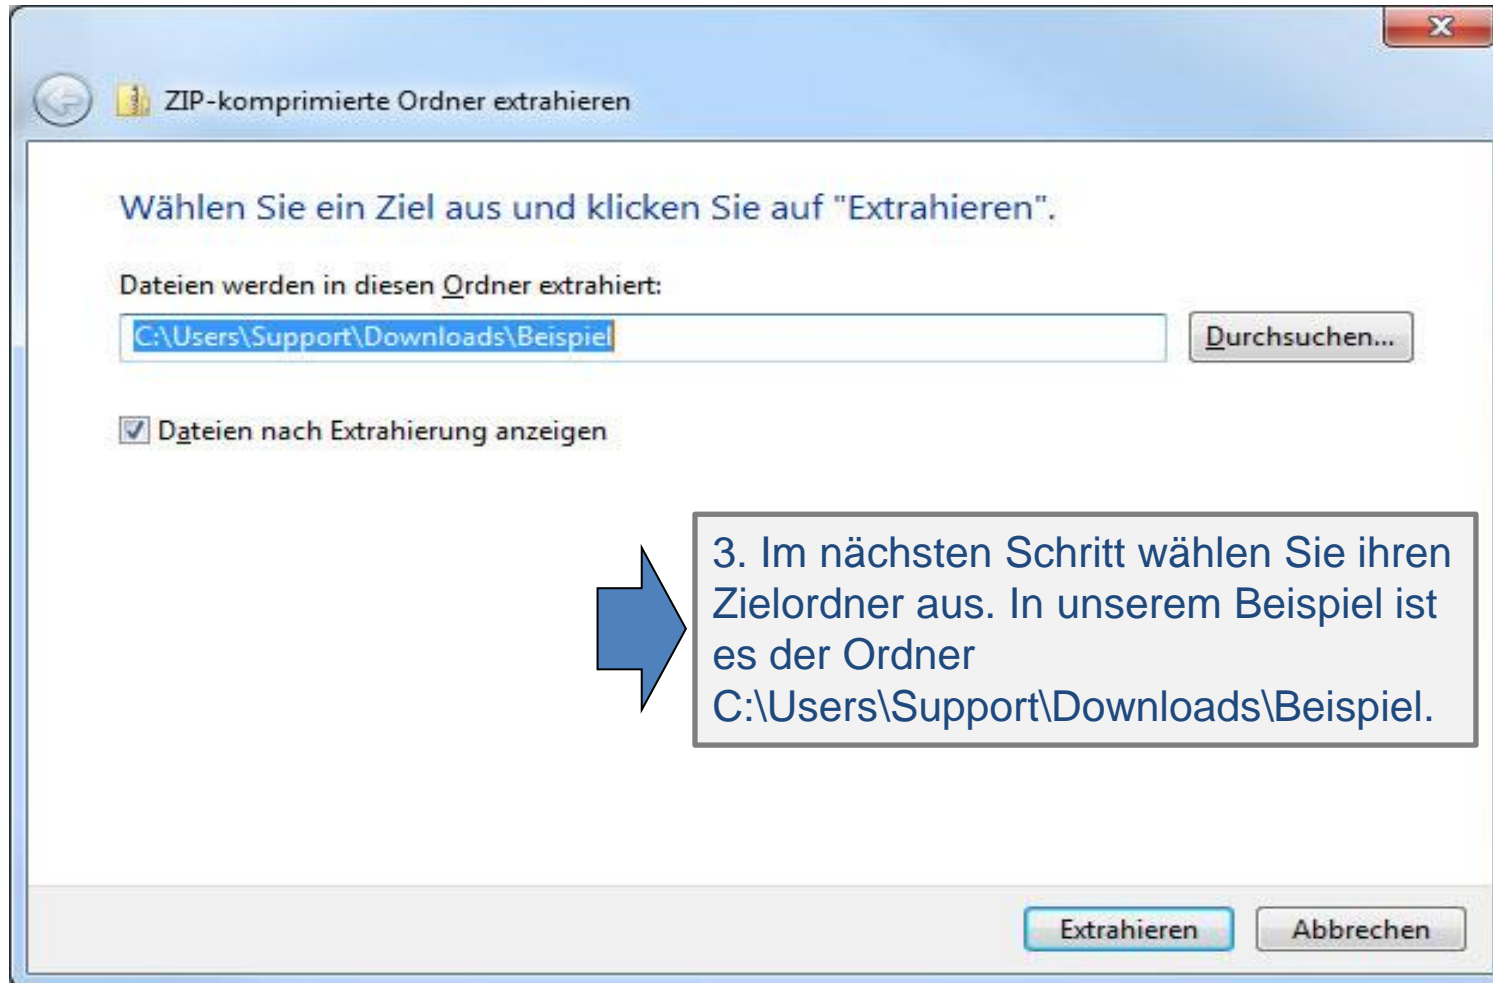 ZIP-komprimierte Ordner extrahieren
Wählen Sie ein Ziel aus und klicken Sie auf "Extrahieren".
Dateien werden in diesen Ordner extrahiert:
C:\Users\Support\Downloads\Beispiel
Durchsuchen...
Dateien nach Extrahierung anzeigen
3. Im nächsten Schritt wählen Sie ihren
Zielordner aus. In unserem Beispiel ist
es der Ordner
C:\Users\Support\Downloads\Beispiel.
Extrahieren
Abbrechen